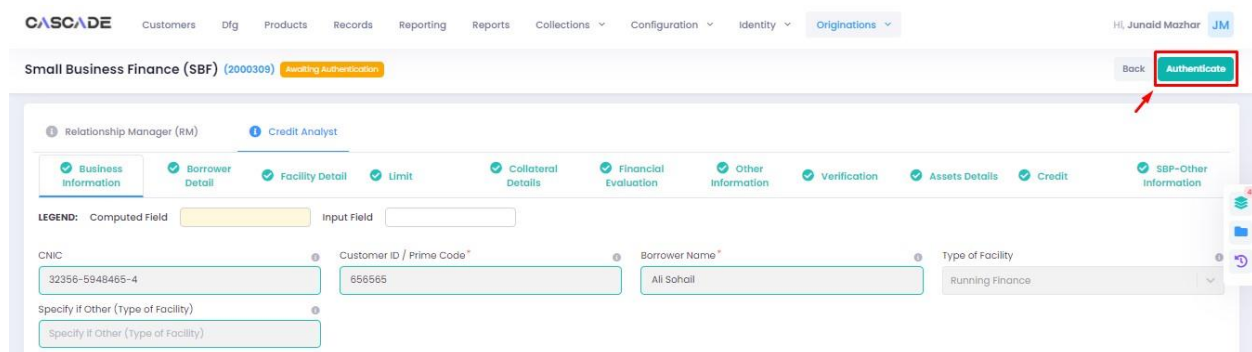 CASCADE Customers Dfg Products Records Reporting Reports Collections Configuration Identity Originations Hi, Junaid Mazhar JM
Small Business Finance (SBF) (2000309) Awaiting Authentication Back Authenticate
Relationship Manager (RM) Credit Analyst
Business Information Borrower Detail Facility Detail Limit Collateral Details Financial Evaluation Other Information Verification Assets Details Credit SBP-Other Information
4
LEGEND: Computed Field Input Field
CNIC Customer ID / Prime Code* Borrower Name* Type of Facility
32356-5948465-4 656565 Ali Sohail Running Finance
Specify if Other (Type of Facility)
Specify if Other (Type of Facility)